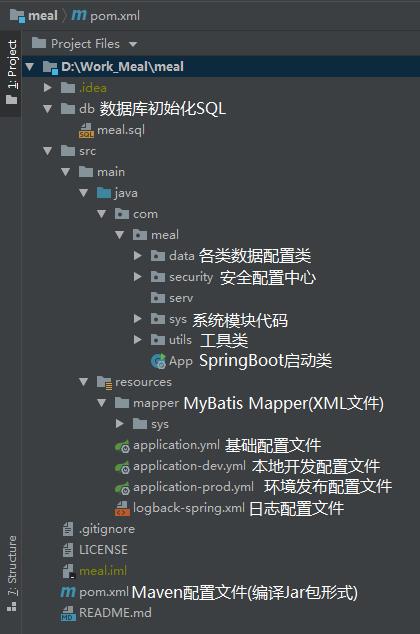 meal pom.xml
1: Project
Project Files
D:\Work_Meal\meal
.idea
db 数据库初始化SQL
meal.sql
src
main
java
com
meal
data 各类数据配置类
security 安全配置中心
serv
sys 系统模块代码
utils 工具类
App SpringBoot启动类
resources
mapper MyBatis Mapper(XML文件)
sys
application.yml 基础配置文件
application-dev.yml 本地开发配置文件
application-prod.yml 环境发布配置文件
logback-spring.xml 日志配置文件
.gitignore
LICENSE
meal.iml
pom.xml Maven配置文件(编译Jar包形式)
README.md
7: Structure